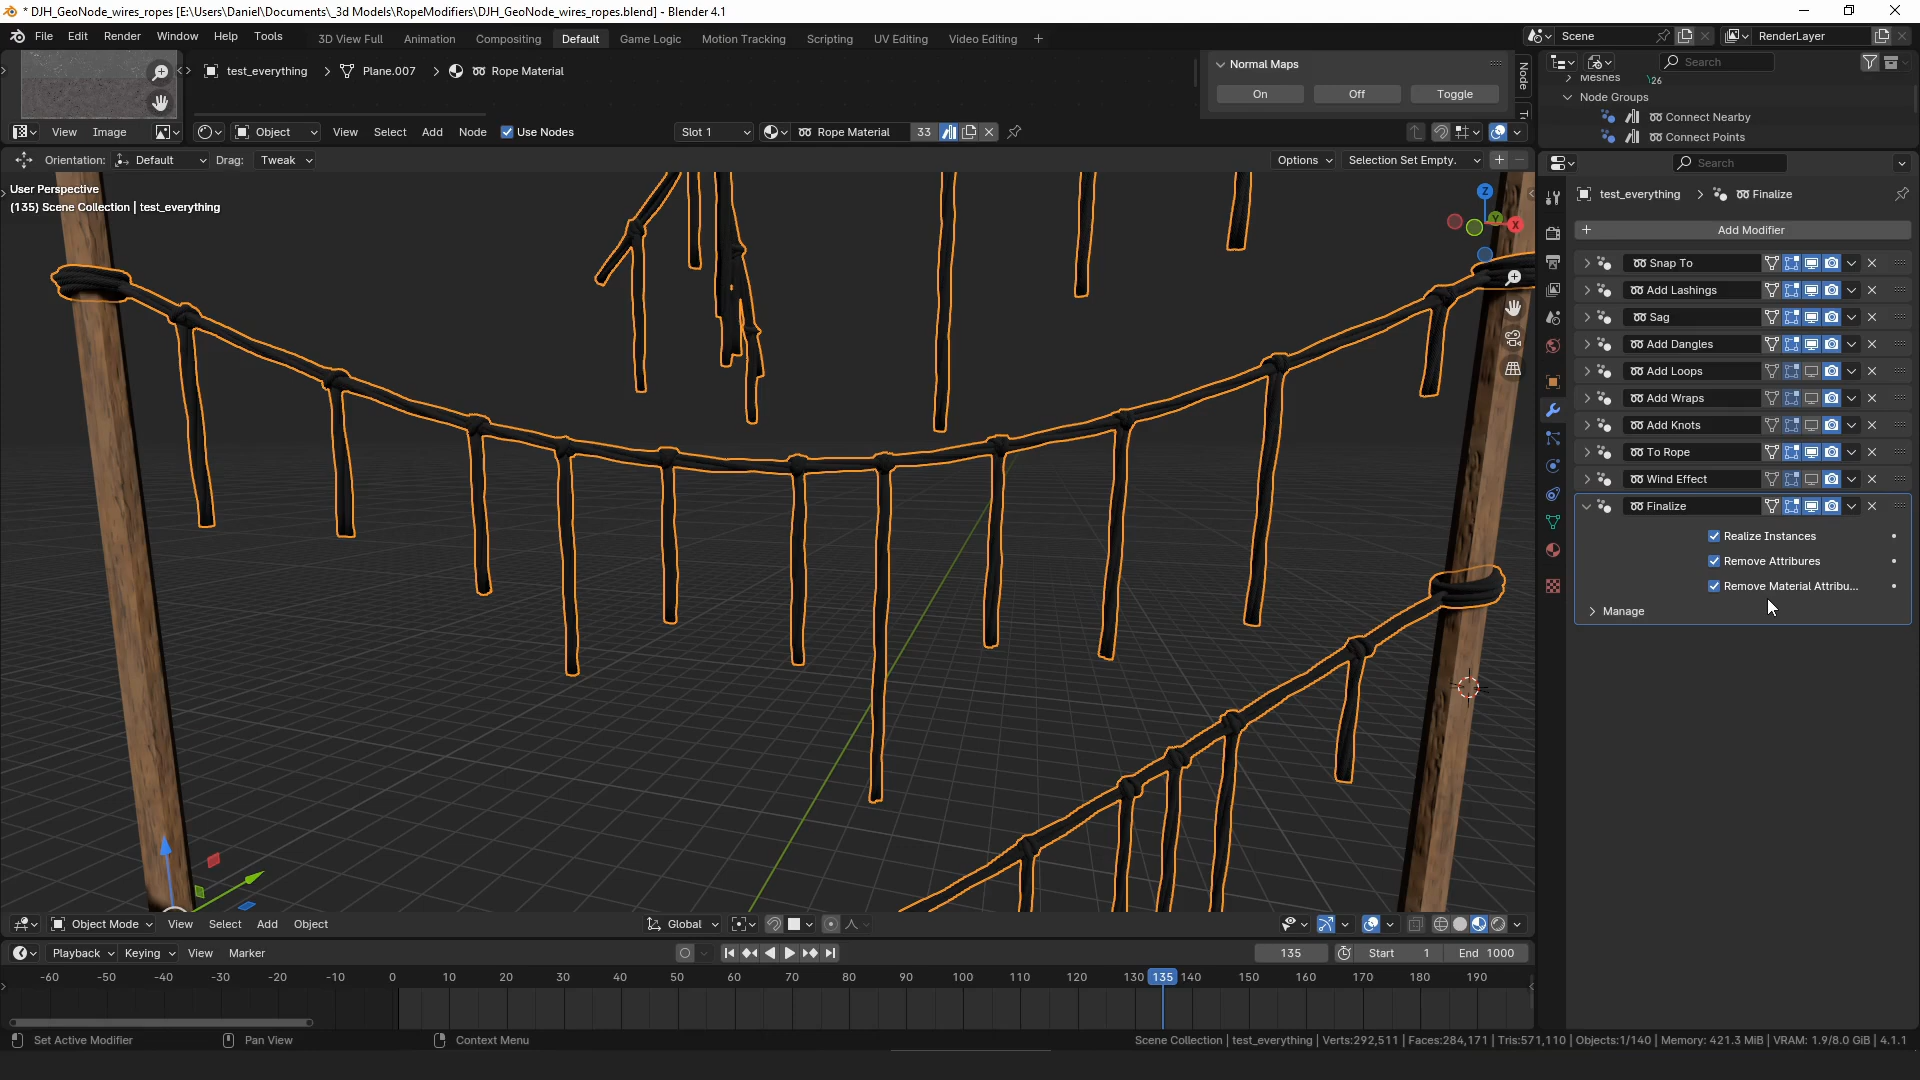 * DJH_GeoNode_wires_ropes [E:\Users\Daniel\Documents\_3d Models\RopeModifiers\DJH_GeoNode_wires_ropes.blend] - Blender 4.1
File Edit Render Window Help Tools 3D View Full Animation Compositing Default Game Logic Motion Tracking Scripting UV Editing Video Editing + Scene RenderLayer
test_everything > Plane.007 > Rope Material
Normal Maps
On Off Toggle
Node
Search
Meshes 26
Node Groups
Connect Nearby
Connect Points
View Image Object View Select Add Node Use Nodes Slot 1 Rope Material 33
Orientation: Default Drag: Tweak Options Selection Set Empty.
Search
User Perspective
(135) Scene Collection | test_everything
Z
Y
X
test_everything > Finalize
Add Modifier
Snap To
Add Lashings
Sag
Add Dangles
Add Loops
Add Wraps
Add Knots
To Rope
Wind Effect
Finalize
Realize Instances
Remove Attribures
Remove Material Attribu...
Manage
Object Mode View Select Add Object Global
Playback Keying View Marker 135 Start 1 End 1000
-60 -50 -40 -30 -20 -10 0 10 20 30 40 50 60 70 80 90 100 110 120 130 135 140 150 160 170 180 190
Set Active Modifier Pan View Context Menu Scene Collection | test_everything | Verts:292,511 | Faces:284,171 | Tris:571,110 | Objects:1/140 | Memory: 421.3 MiB | VRAM: 1.9/8.0 GiB | 4.1.1